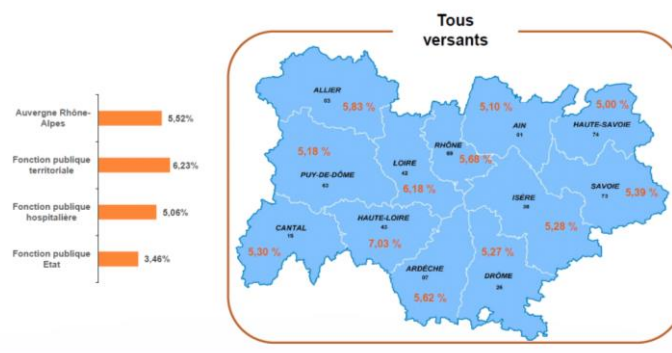 Tous
versants
Auvergne Rhône-
Alpes
5,52%
Fonction publique
territoriale
6,23%
Fonction publique
hospitalière
5,06%
Fonction publique
Etat
3,46%
ALLIER
03
5,83 %
5,10 %
AIN
01
5,00 %
HAUTE-SAVOIE
74
5,18 %
PUY-DE-DÔME
63
LOIRE
42
6,18 %
RHÔNE
69
5,68 %
SAVOIE
73
5,39 %
ISÈRE
38
5,28 %
CANTAL
15
5,30 %
HAUTE-LOIRE
43
7,03 %
ARDÈCHE
07
5,62 %
5,27 %
DRÔME
26